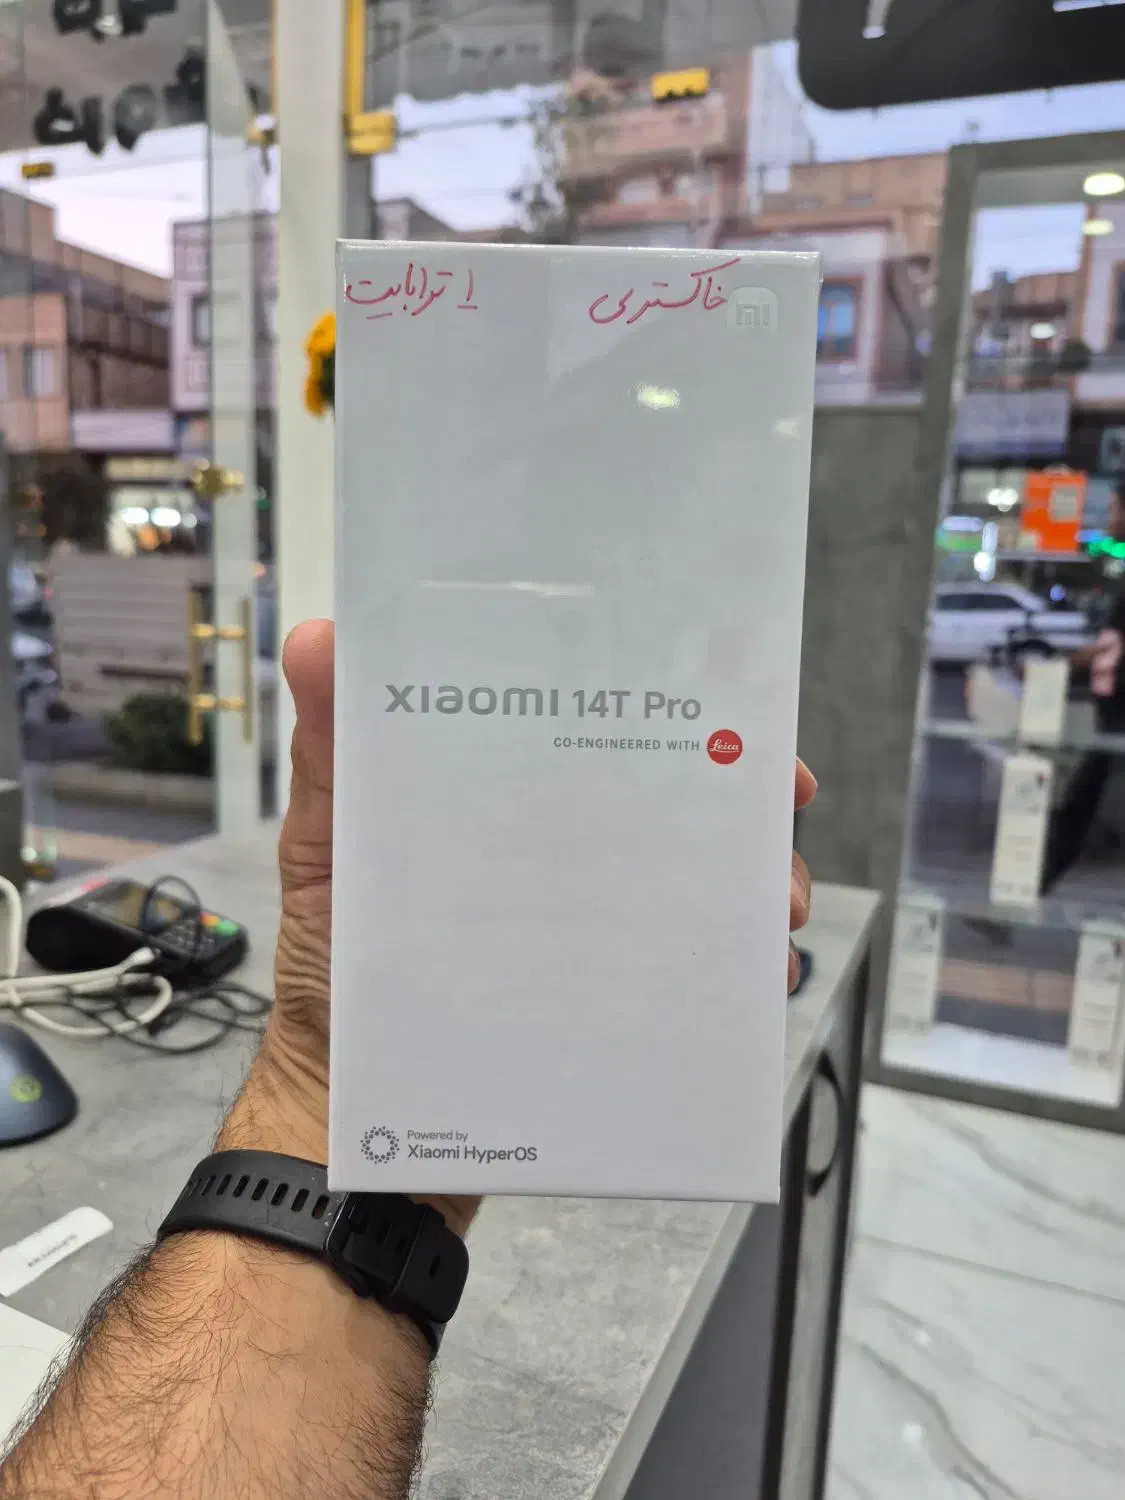 خاکستری ۱ ترابایت
mi
xiaomi 14T Pro
CO-ENGINEERED WITH Leica
Powered by
Xiaomi HyperOS